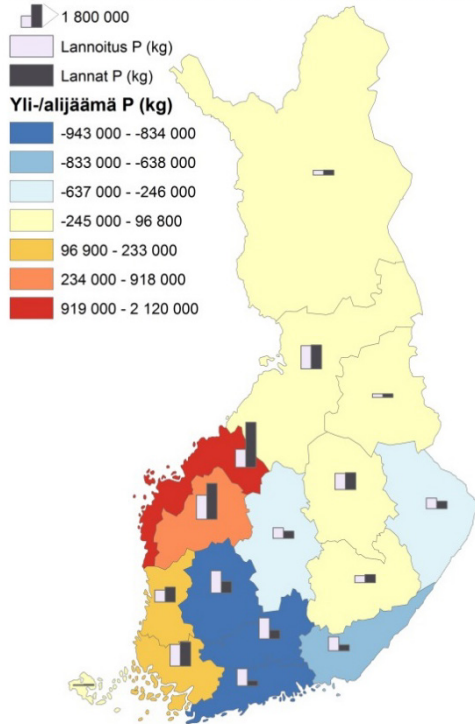 1 800 000
Lannoitus P (kg)
Lannat P (kg)
Yli-/alijäämä P (kg)
-943 000 - -834 000
-833 000 - -638 000
-637 000 - -246 000
-245 000 - 96 800
96 900 - 233 000
234 000 - 918 000
919 000 - 2 120 000